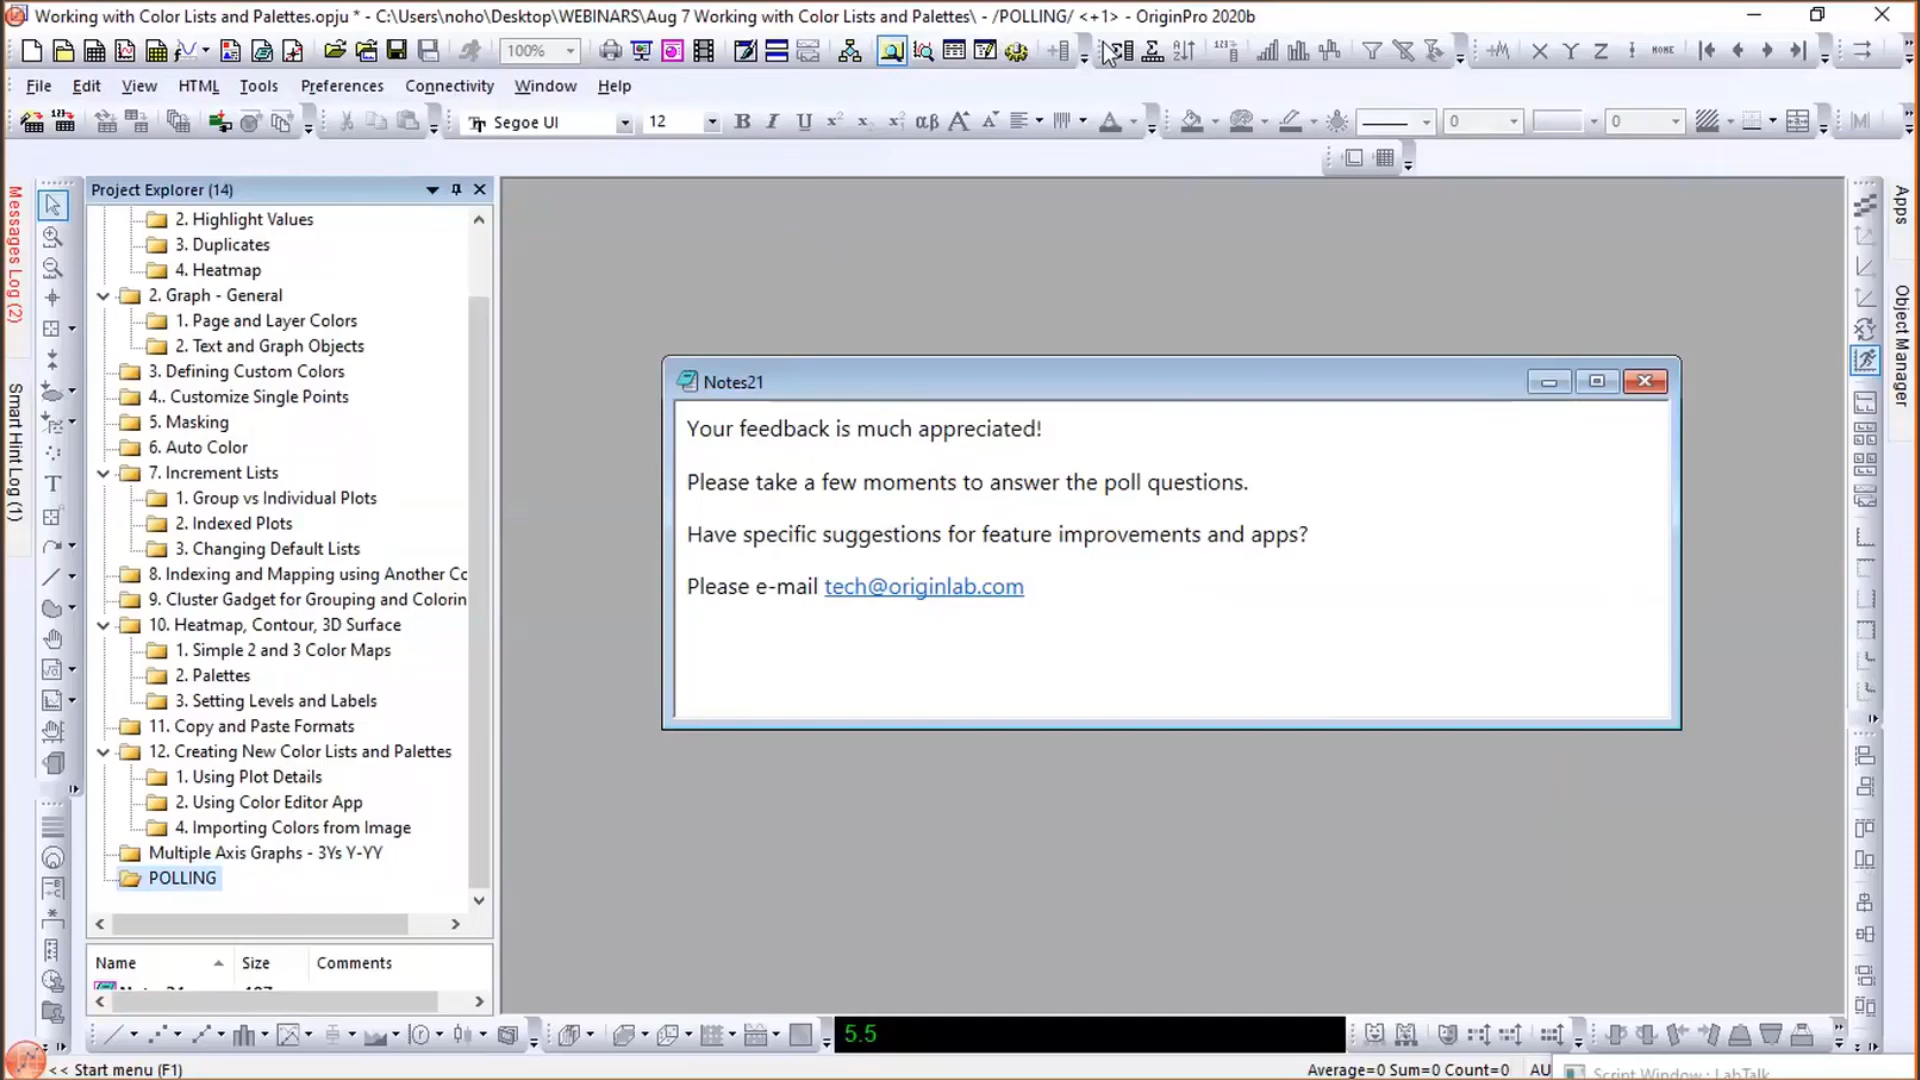 Working with Color Lists and Palettes.opju * - C:\Users\noho\Desktop\WEBINARS\Aug 7 Working with Color Lists and Palettes\ - /POLLING/ <+1> - OriginPro 2020b
100%
X Y Z HOME
File Edit View HTML Tools Preferences Connectivity Window Help
Segoe UI 12 B I U αβ A A 0 0
Messages Log (2)
Smart Hint Log (1)
Project Explorer (14)
2. Highlight Values
3. Duplicates
4. Heatmap
2. Graph - General
1. Page and Layer Colors
2. Text and Graph Objects
3. Defining Custom Colors
4.. Customize Single Points
5. Masking
6. Auto Color
7. Increment Lists
1. Group vs Individual Plots
2. Indexed Plots
3. Changing Default Lists
8. Indexing and Mapping using Another Co
9. Cluster Gadget for Grouping and Colorin
10. Heatmap, Contour, 3D Surface
1. Simple 2 and 3 Color Maps
2. Palettes
3. Setting Levels and Labels
11. Copy and Paste Formats
12. Creating New Color Lists and Palettes
1. Using Plot Details
2. Using Color Editor App
4. Importing Colors from Image
Multiple Axis Graphs - 3Ys Y-YY
POLLING
Name Size Comments
Notes21
Your feedback is much appreciated!
Please take a few moments to answer the poll questions.
Have specific suggestions for feature improvements and apps?
Please e-mail tech@originlab.com
Apps
Object Manager
5.5
<< Start menu (F1)
Average=0 Sum=0 Count=0 AU
Script Window : LabTalk